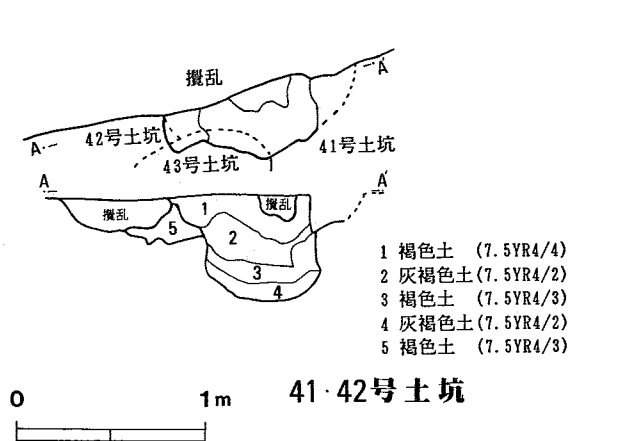 攪乱
A
A′
42号土坑
41号土坑
43号土坑
A
A′
攪乱
1
攪乱
5
2
3
4
1 褐色土 (7.5YR4/4)
2 灰褐色土(7.5YR4/2)
3 褐色土 (7.5YR4/3)
4 灰褐色土(7.5YR4/2)
5 褐色土 (7.5YR4/3)
41·42号土坑
0 1m